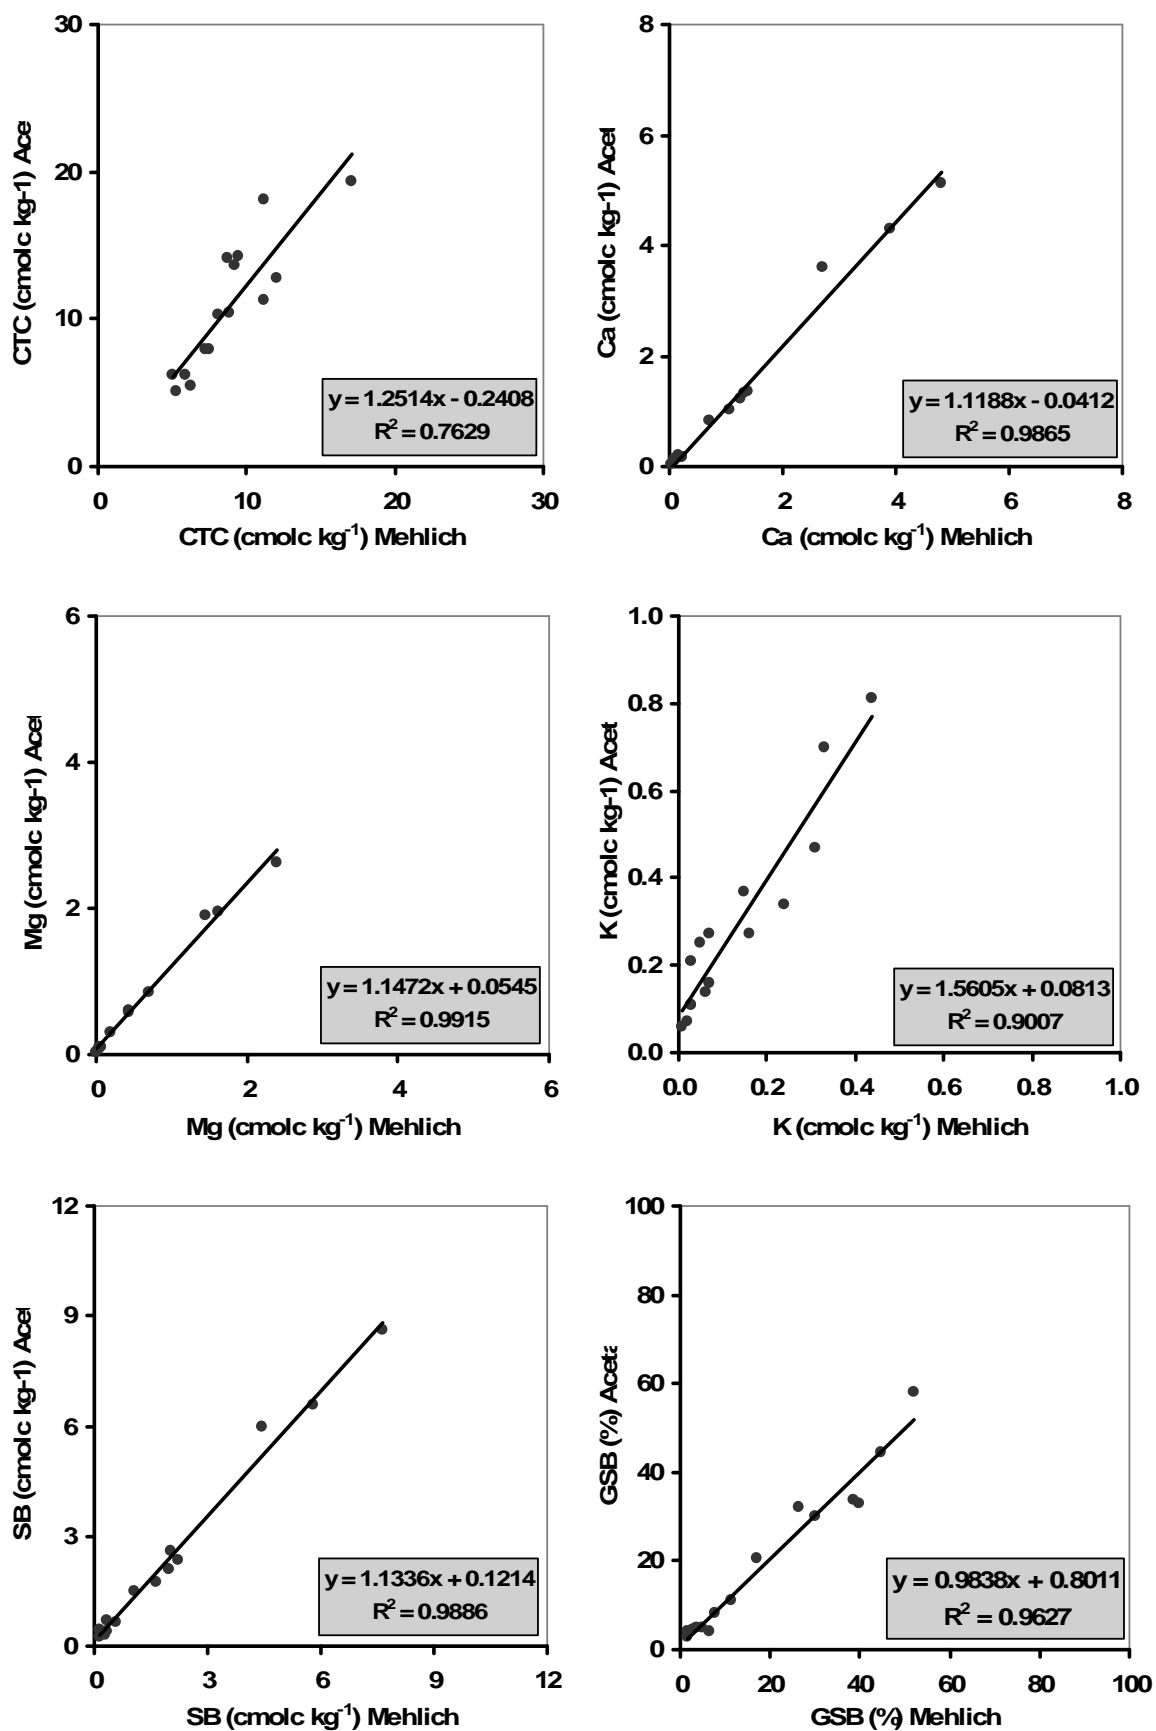 30
20
10
0
CTC (cmolc kg-1) Ace
y = 1.2514x - 0.2408
R² = 0.7629
0 10 20 30
CTC (cmolc kg⁻¹) Mehlich
8
6
4
2
0
Ca (cmolc kg-1) Acet
y = 1.1188x - 0.0412
R² = 0.9865
0 2 4 6 8
Ca (cmolc kg⁻¹) Mehlich
6
4
2
0
Mg (cmolc kg-1) Acet
y = 1.1472x + 0.0545
R² = 0.9915
0 2 4 6
Mg (cmolc kg⁻¹) Mehlich
1.0
0.8
0.6
0.4
0.2
0.0
K (cmolc kg-1) Acet
y = 1.5605x + 0.0813
R² = 0.9007
0.0 0.2 0.4 0.6 0.8 1.0
K (cmolc kg⁻¹) Mehlich
12
9
6
3
0
SB (cmolc kg-1) Acet
y = 1.1336x + 0.1214
R² = 0.9886
0 3 6 9 12
SB (cmolc kg⁻¹) Mehlich
100
80
60
40
20
0
GSB (%) Aceta
y = 0.9838x + 0.8011
R² = 0.9627
0 20 40 60 80 100
GSB (%) Mehlich